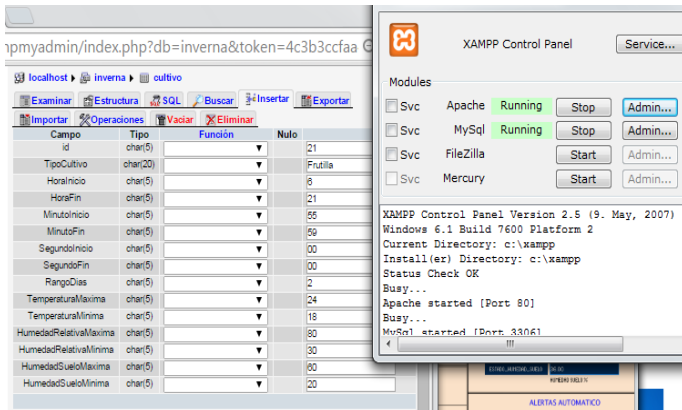 npmyadmin/index.php?db=inverna&token=4c3b3ccfaa
localhost inverna cultivo
Examinar Estructura SQL Buscar Insertar Exportar
Importar Operaciones Vaciar Eliminar
Campo Tipo Función Nulo
id char(5) 21
TipoCultivo char(20) Frutilla
HoraInicio char(5) 6
HoraFin char(5) 21
MinutoInicio char(5) 55
MinutoFin char(5) 59
SegundoInicio char(5) 00
SegundoFin char(5) 00
RangoDias char(5) 2
TemperaturaMaxima char(5) 24
TemperaturaMinima char(5) 18
HumedadRelativaMaxima char(5) 80
HumedadRelativaMinima char(5) 30
HumedadSueloMaxima char(5) 60
HumedadSueloMinima char(5) 20
XAMPP Control Panel
Service...
Modules
Svc Apache Running Stop Admin...
Svc MySql Running Stop Admin...
Svc FileZilla Start Admin...
Svc Mercury Start Admin...
XAMPP Control Panel Version 2.5 (9. May, 2007)
Windows 6.1 Build 7600 Platform 2
Current Directory: c:\xampp
Install(er) Directory: c:\xampp
Status Check OK
Busy...
Apache started [Port 80]
Busy...
MySql started [Port 3306]
ESTADO_HUMEDAD_SUELO
HUMEDAD SUELO %
ALERTAS AUTOMATICO